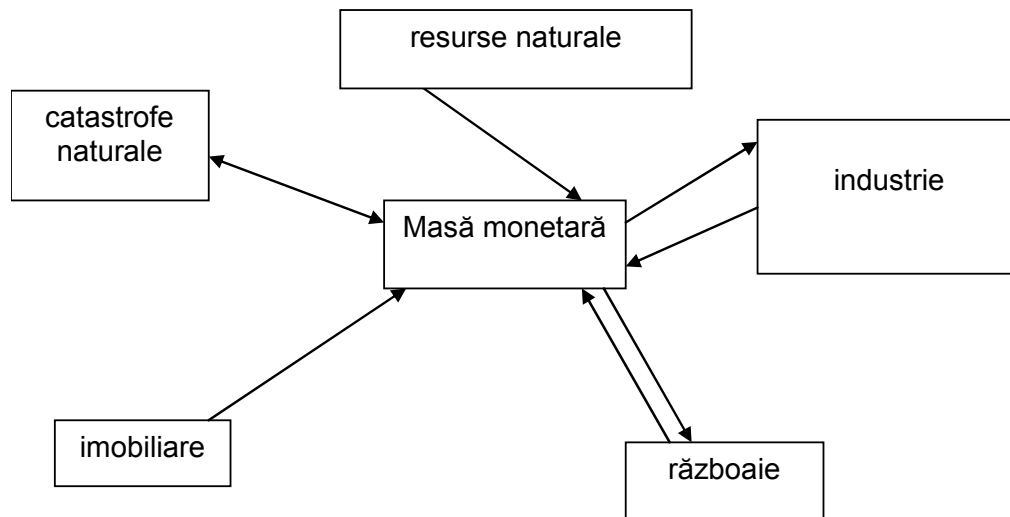 resurse naturale
catastrofe
naturale
industrie
Masă monetară
imobiliare
războaie